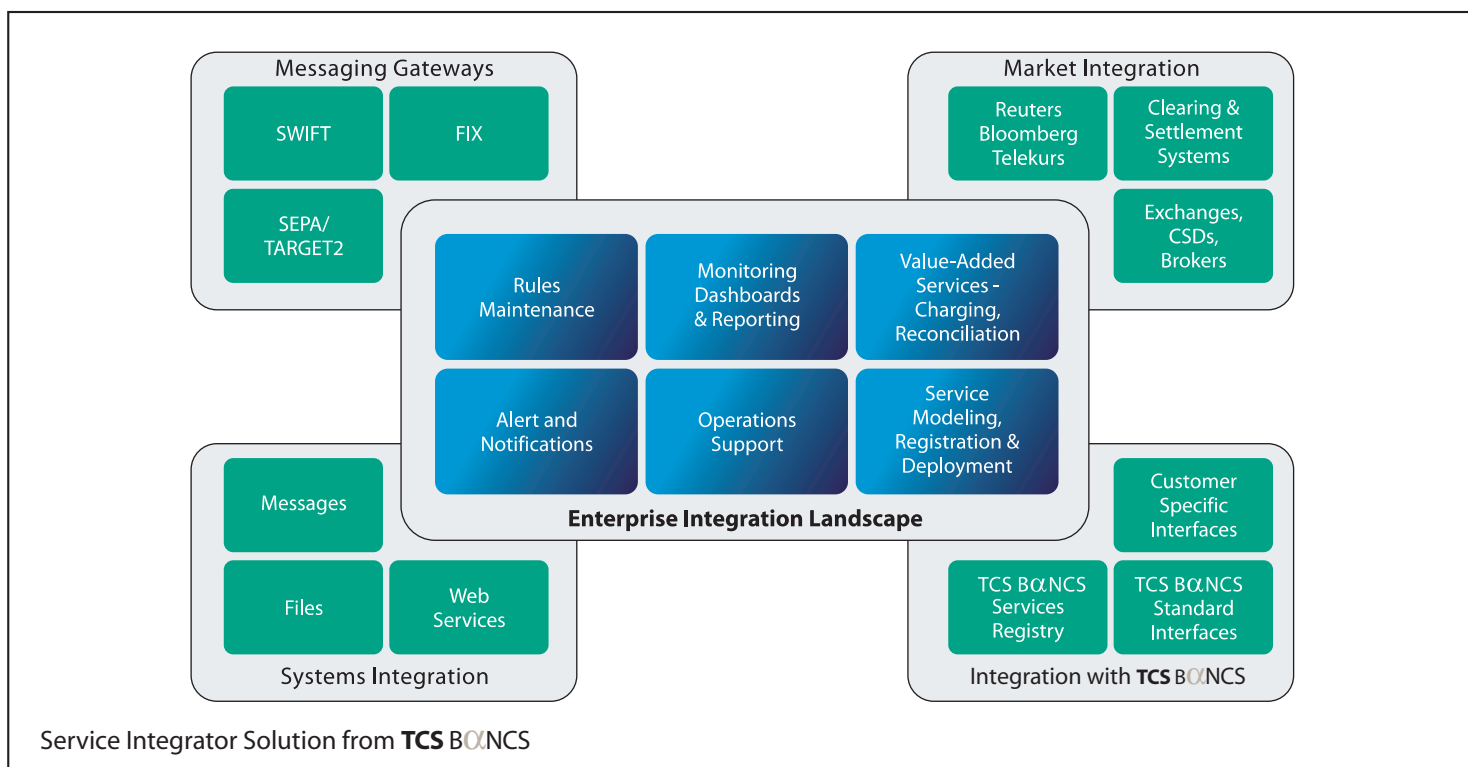 Messaging Gateways
SWIFT
FIX
SEPA/
TARGET2
Market Integration
Reuters
Bloomberg
Telekurs
Clearing &
Settlement
Systems
Exchanges,
CSDs,
Brokers
Rules
Maintenance
Monitoring
Dashboards
& Reporting
Value-Added
Services -
Charging,
Reconciliation
Alert and
Notifications
Operations
Support
Service
Modeling,
Registration &
Deployment
Enterprise Integration Landscape
Messages
Files
Web
Services
Systems Integration
Customer
Specific
Interfaces
TCS BαNCS
Services
Registry
TCS BαNCS
Standard
Interfaces
Integration with TCS BαNCS
Service Integrator Solution from TCS BαNCS